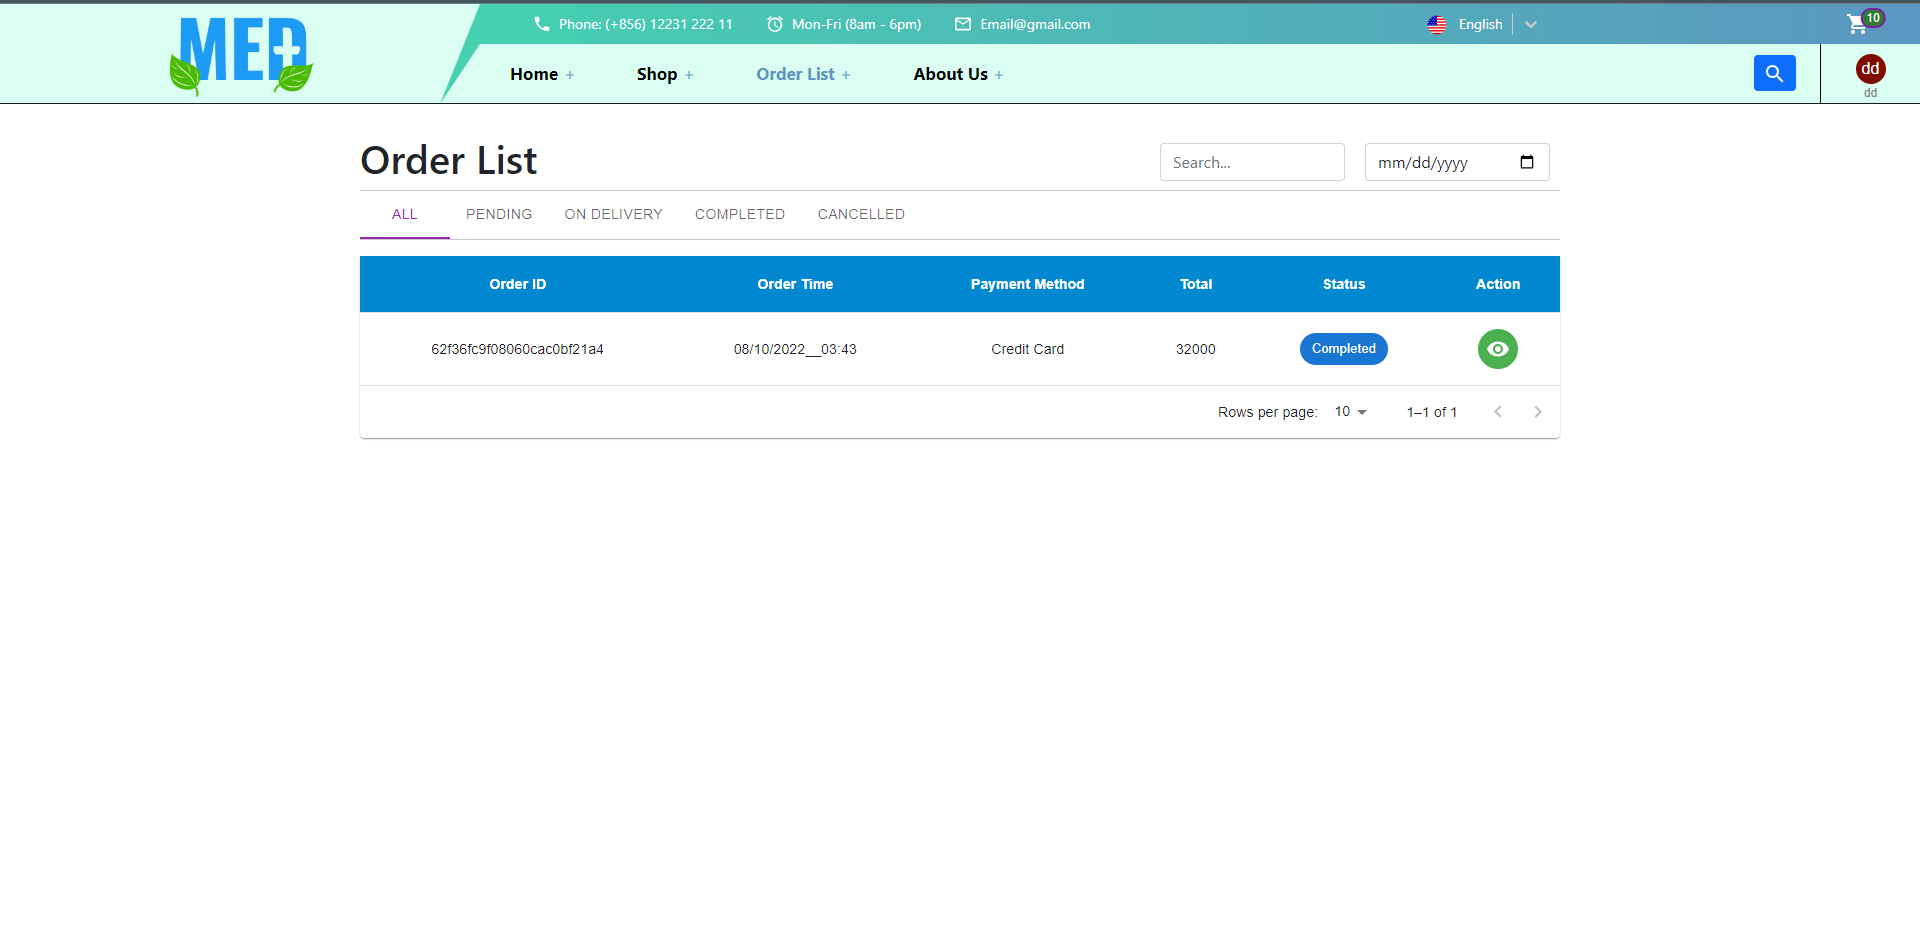 MED
Phone: (+856) 12231 222 11 Mon-Fri (8am - 6pm) Email@gmail.com English 10
Home + Shop + Order List + About Us + dd
dd
Order List Search... mm/dd/yyyy
ALL PENDING ON DELIVERY COMPLETED CANCELLED
Order ID Order Time Payment Method Total Status Action
62f36fc9f08060cac0bf21a4 08/10/2022__03:43 Credit Card 32000 Completed
Rows per page: 10 1–1 of 1